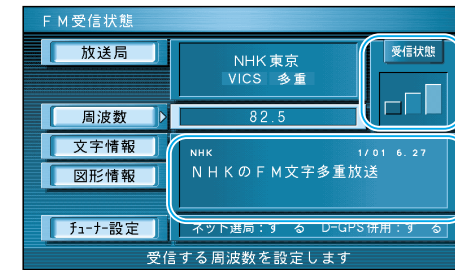 FM受信状態
放送局
NHK東京
VICS 多重
受信状態
周波数
82.5
文字情報
図形情報
NHK 1/01 6.27
NHKのFM文字多重放送
チューナー設定
ネット選局:す る D-GPS併用:す る
受信する周波数を設定します